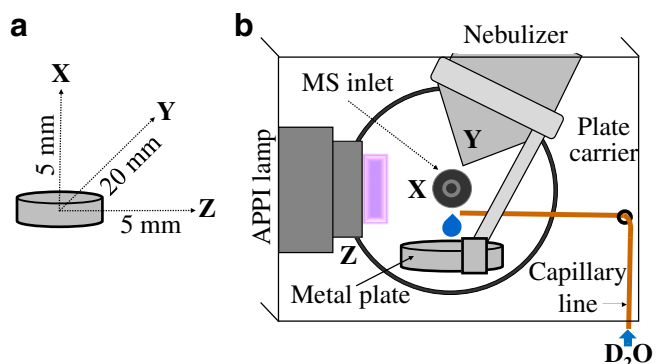 a
X
Y
5 mm
20 mm
Z
5 mm
b
Nebulizer
MS inlet
Y
Plate
carrier
X
APPI lamp
Z
Metal plate
Capillary
line
D₂O